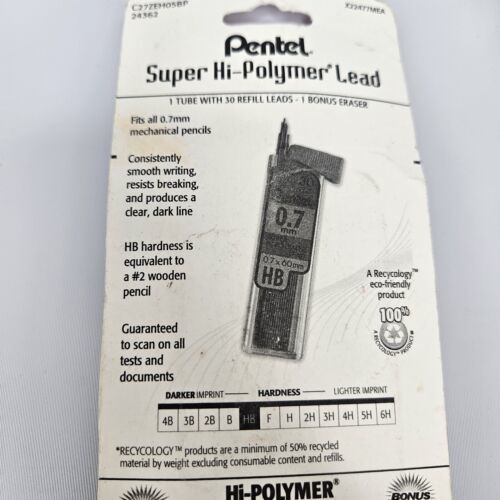 C27ZEH05BP
24362
X22477MEA
Pentel
Super Hi-Polymer® Lead
1 TUBE WITH 30 REFILL LEADS - 1 BONUS ERASER
Fits all 0.7mm
mechanical pencils
Consistently
smooth writing,
resists breaking,
and produces a
clear, dark line
HB hardness is
equivalent to
a #2 wooden
pencil
Guaranteed
to scan on all
tests and
documents
0.7
mm
0.7 x 60mm
HB
A Recycology™
eco-friendly
product
100%
A RECYCOLOGY™ PRODUCT
DARKER IMPRINT — HARDNESS — LIGHTER IMPRINT
4B 3B 2B B HB F H 2H 3H 4H 5H 6H
*RECYCOLOGY™ products are a minimum of 50% recycled
material by weight excluding consumable content and refills.
Hi-POLYMER®
BONUS